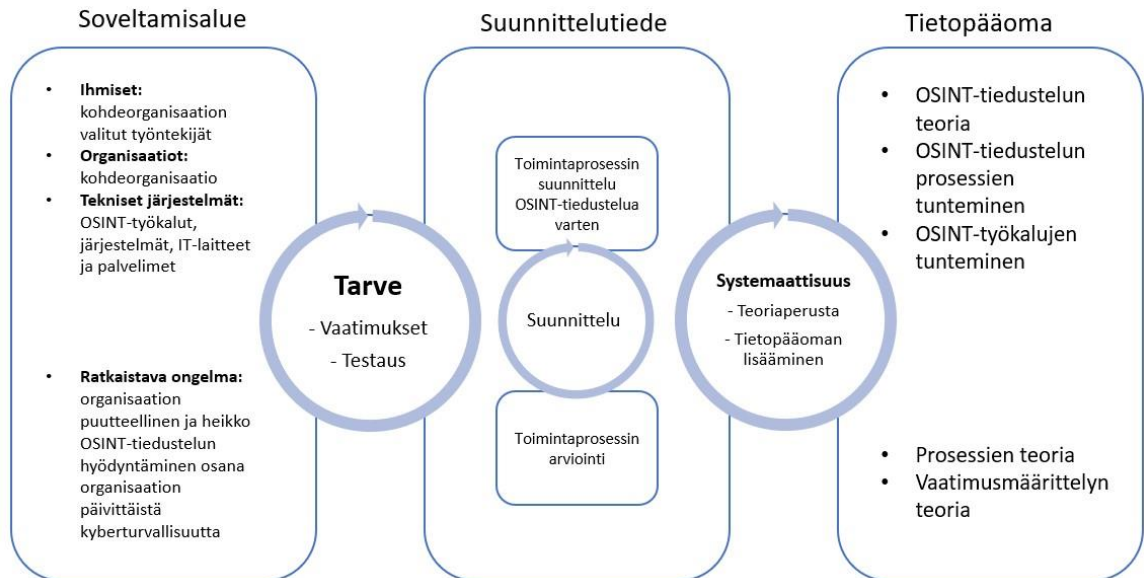 Soveltamisalue
Suunnittelutiede
Tietopääoma
• Ihmiset:
kohdeorganisaation
valitut työntekijät
• Organisaatiot:
kohdeorganisaatio
• Tekniset järjestelmät:
OSINT-työkalut,
järjestelmät, IT-laitteet
ja palvelimet
• Ratkaistava ongelma:
organisaation
puutteellinen ja heikko
OSINT-tiedustelun
hyödyntäminen osana
organisaation
päivittäistä
kyberturvallisuutta
Tarve
- Vaatimukset
- Testaus
Toimintaprosessin
suunnittelu
OSINT-tiedustelua
varten
Suunnittelu
Toimintaprosessin
arviointi
Systemaattisuus
- Teoriaperusta
- Tietopääoman
lisääminen
• OSINT-tiedustelun
teoria
• OSINT-tiedustelun
prosessien
tunteminen
• OSINT-työkalujen
tunteminen
• Prosessien teoria
• Vaatimusmäärittelyn
teoria